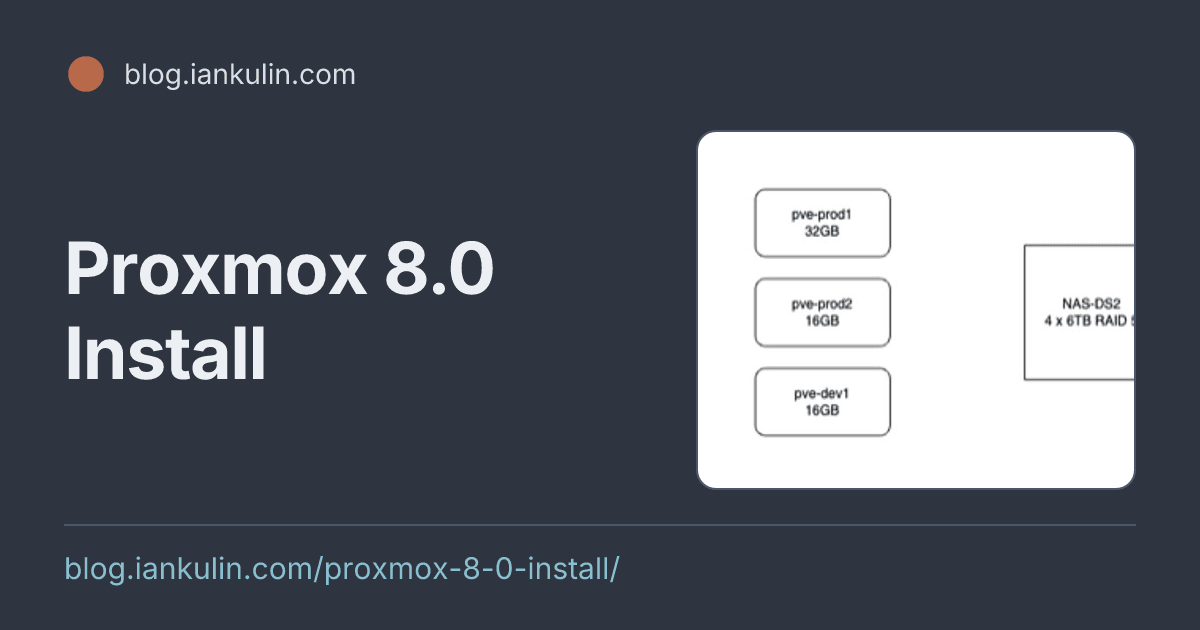 blog.iankulin.com
Proxmox 8.0
Install
pve-prod1
32GB
pve-prod2
16GB
pve-dev1
16GB
NAS-DS2
4 x 6TB RAID
blog.iankulin.com/proxmox-8-0-install/